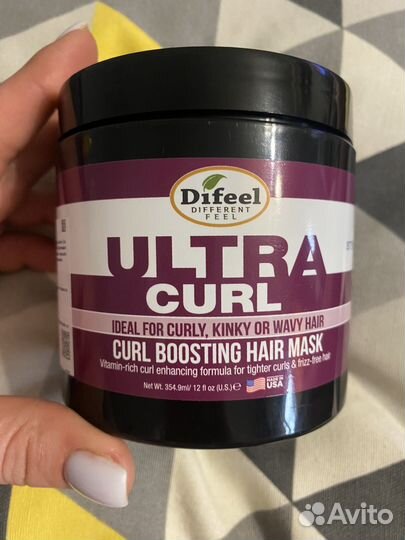 Difeel
DIFFERENT
FEEL
ULTRA
CURL
IDEAL FOR CURLY, KINKY OR WAVY HAIR
CURL BOOSTING HAIR MASK
Vitamin-rich curl enhancing formula for tighter curls & frizz-free hair
Net Wt. 354.9ml/ 12 fl oz (U.S.) ℮
MADE IN
USA
Avito